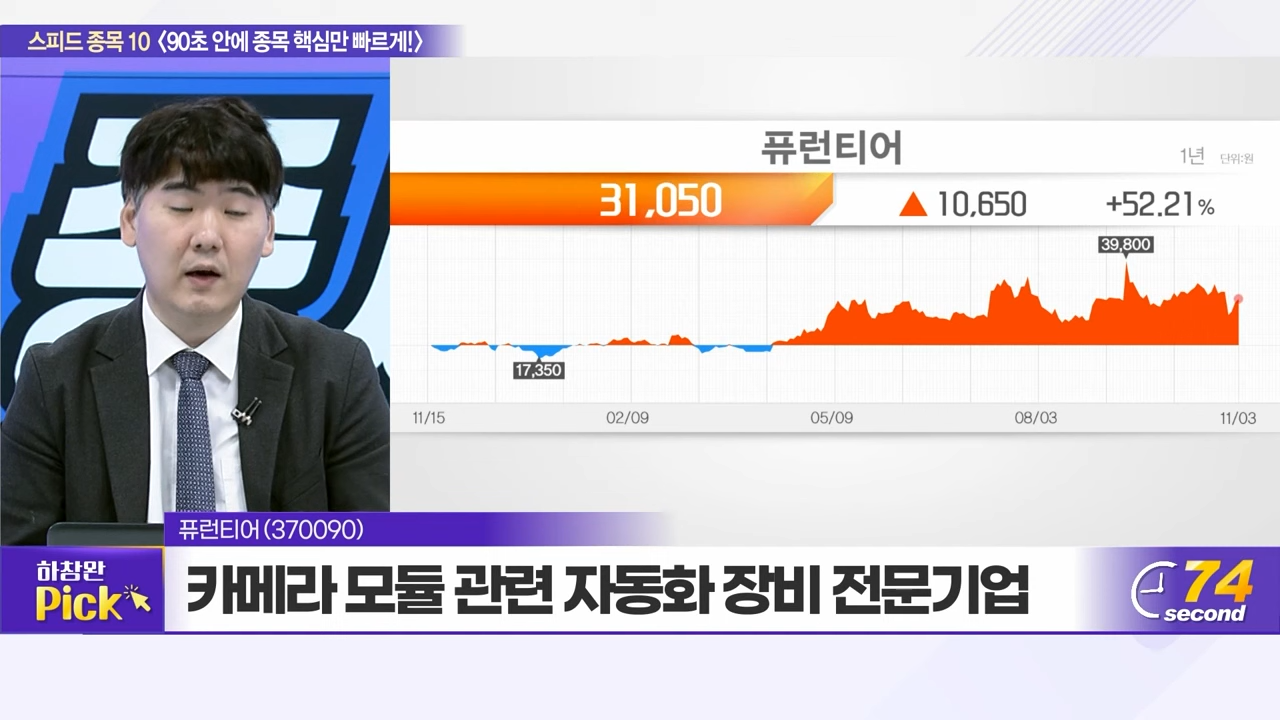 스피드 종목 10 〈90초 안에 종목 핵심만 빠르게!〉
퓨런티어
1년 단위:원
31,050 ▲ 10,650 +52.21%
39,800
17,350
11/15 02/09 05/09 08/03 11/03
퓨런티어(370090)
하창완
Pick
카메라 모듈 관련 자동화 장비 전문기업
74
second